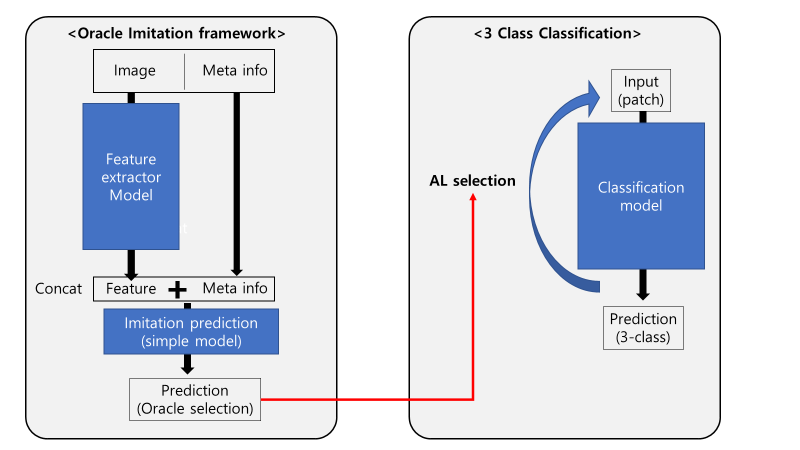 <Oracle Imitation framework>
Image
Meta info
Feature
extractor
Model
Concat
Feature
+
Meta info
Imitation prediction
(simple model)
Prediction
(Oracle selection)
<3 Class Classification>
Input
(patch)
AL selection
Classification
model
Prediction
(3-class)